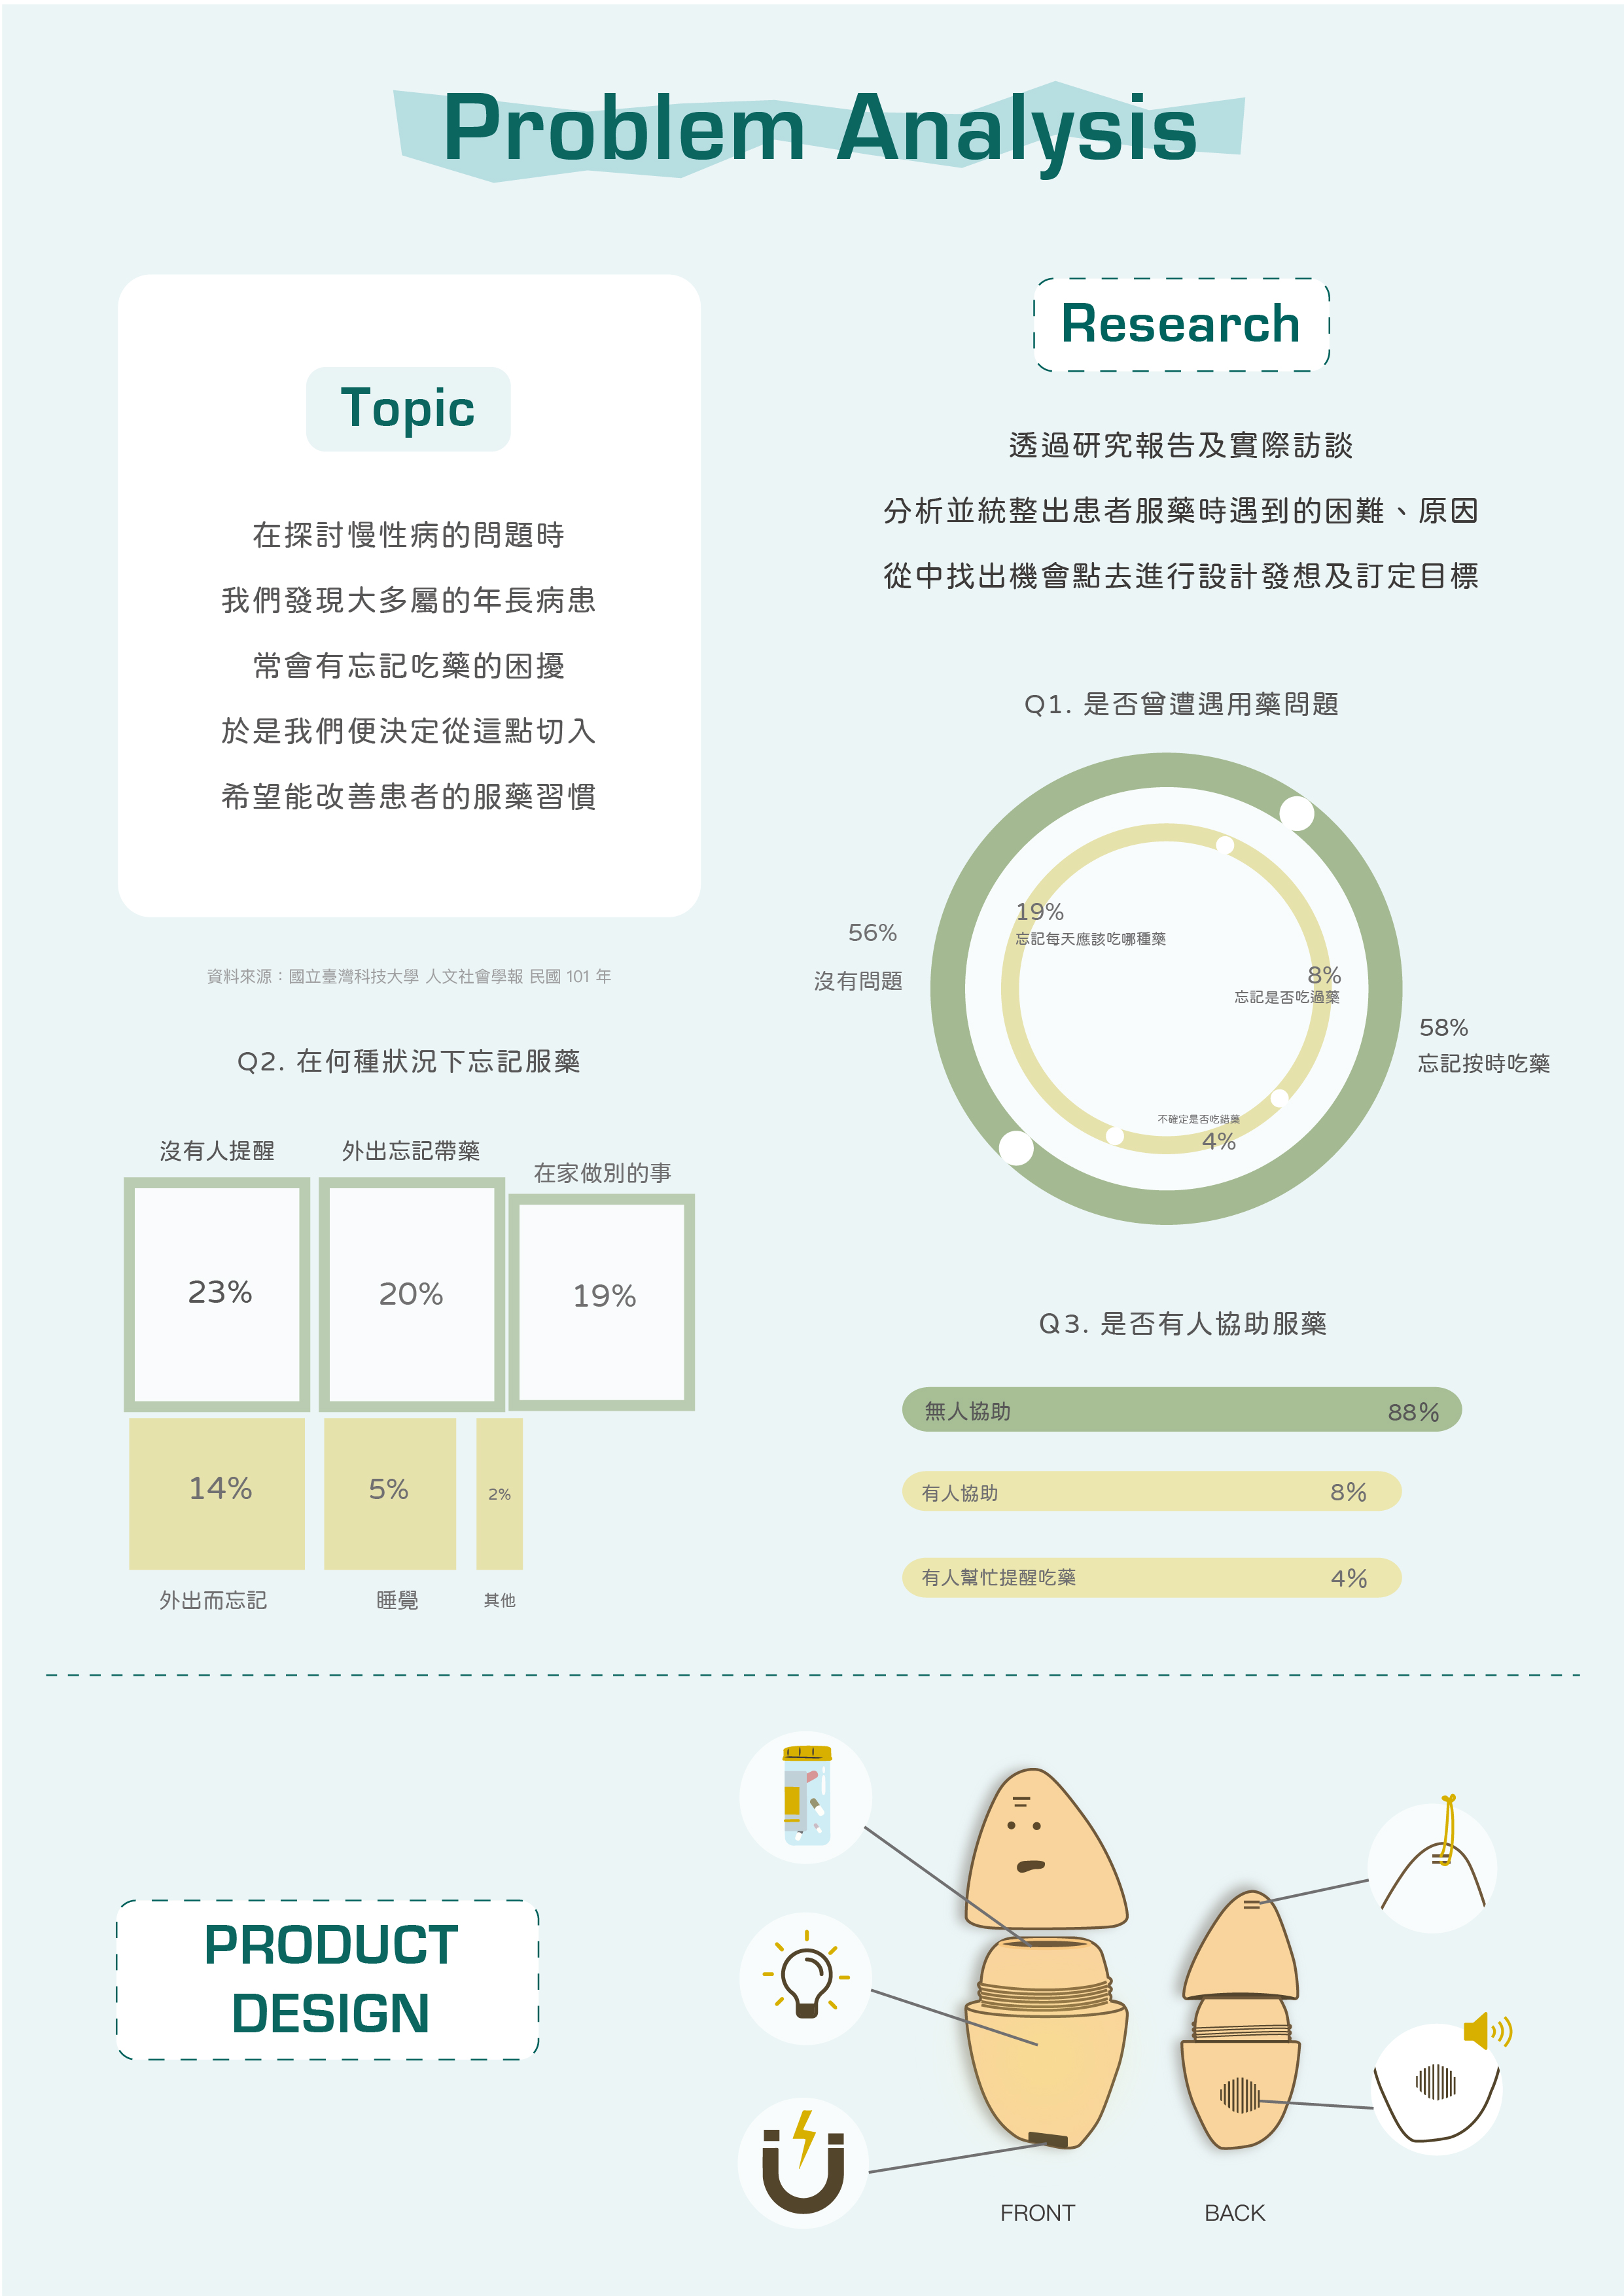 Problem Analysis
Topic
在探討慢性病的問題時
我們發現大多屬的年長病患
常會有忘記吃藥的困擾
於是我們便決定從這點切入
希望能改善患者的服藥習慣
資料來源：國立臺灣科技大學 人文社會學報 民國 101 年
Research
透過研究報告及實際訪談
分析並統整出患者服藥時遇到的困難、原因
從中找出機會點去進行設計發想及訂定目標
Q1. 是否曾遭遇用藥問題
56%
沒有問題
19%
忘記每天應該吃哪種藥
8%
忘記是否吃過藥
58%
忘記按時吃藥
不確定是否吃錯藥
4%
Q2. 在何種狀況下忘記服藥
沒有人提醒
外出忘記帶藥
在家做別的事
23%
20%
19%
14%
5%
2%
外出而忘記
睡覺
其他
Q3. 是否有人協助服藥
無人協助 88%
有人協助 8%
有人幫忙提醒吃藥 4%
PRODUCT
DESIGN
FRONT
BACK